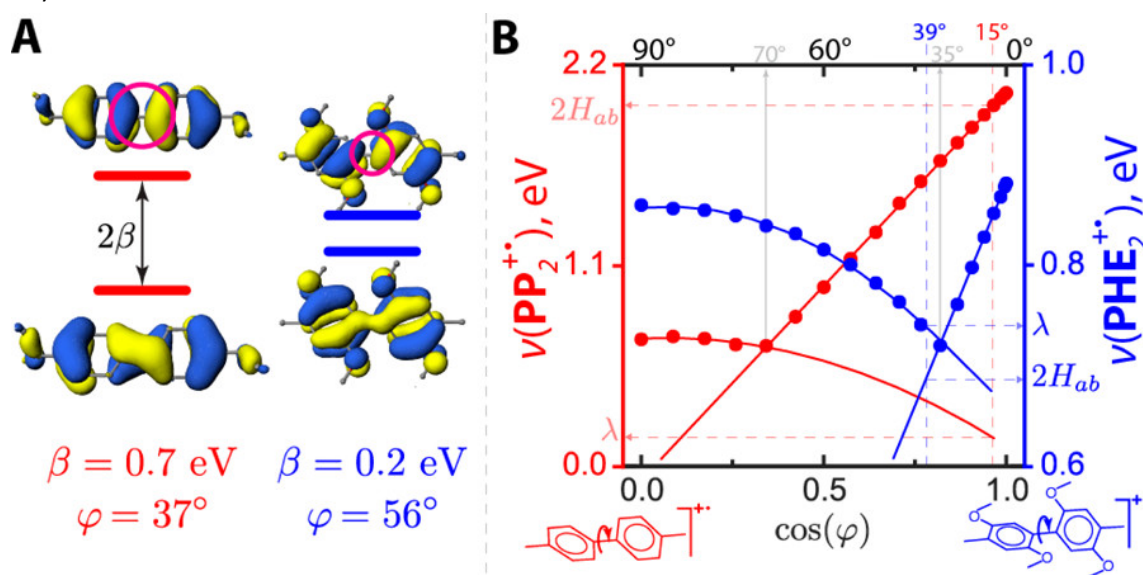 A
2β
β = 0.7 eV
φ = 37°
β = 0.2 eV
φ = 56°
B
90°
70°
60°
39°
35°
15°
0°
2.2
1.1
0.0
ν(PP₂⁺•), eV
2H_ab
λ
1.0
0.8
0.6
ν(PHE₂⁺•), eV
λ
2H_ab
0.0
0.5
1.0
cos(φ)
+•
O
O
O
O